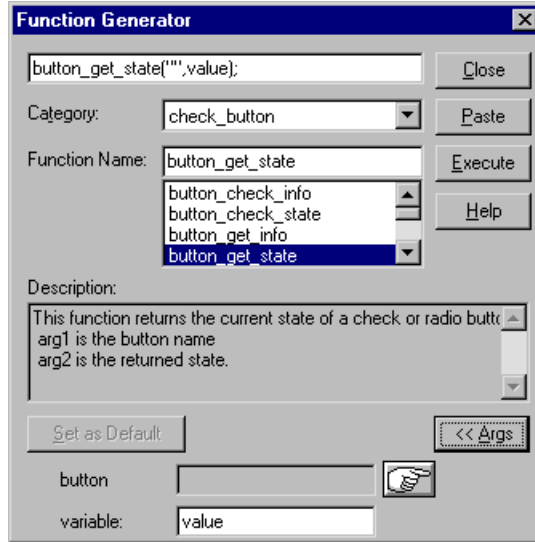 Function Generator
button_get_state("",value);
Close
Category:
check_button
Paste
Function Name:
button_get_state
Execute
button_check_info
button_check_state
button_get_info
button_get_state
Help
Description:
This function returns the current state of a check or radio butto
arg1 is the button name
arg2 is the returned state.
Set as Default
<< Args
button
variable:
value